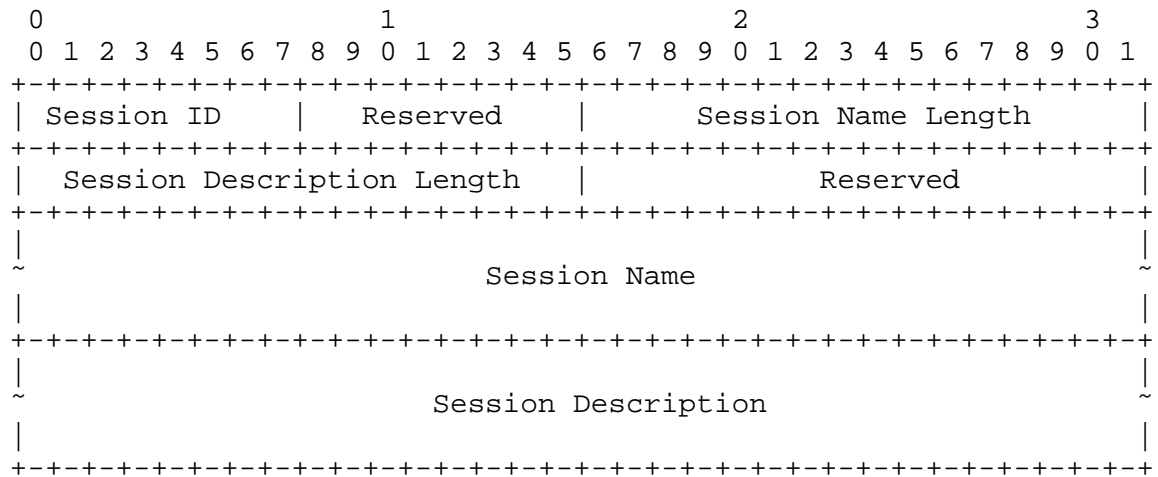 0                   1                   2                   3
 0 1 2 3 4 5 6 7 8 9 0 1 2 3 4 5 6 7 8 9 0 1 2 3 4 5 6 7 8 9 0 1
+-+-+-+-+-+-+-+-+-+-+-+-+-+-+-+-+-+-+-+-+-+-+-+-+-+-+-+-+-+-+-+-+
| Session ID    |   Reserved    |      Session Name Length      |
+-+-+-+-+-+-+-+-+-+-+-+-+-+-+-+-+-+-+-+-+-+-+-+-+-+-+-+-+-+-+-+-+
|  Session Description Length   |             Reserved          |
+-+-+-+-+-+-+-+-+-+-+-+-+-+-+-+-+-+-+-+-+-+-+-+-+-+-+-+-+-+-+-+-+
|                                                               |
~                          Session Name                         ~
|                                                               |
+-+-+-+-+-+-+-+-+-+-+-+-+-+-+-+-+-+-+-+-+-+-+-+-+-+-+-+-+-+-+-+-+
|                                                               |
~                       Session Description                     ~
|                                                               |
+-+-+-+-+-+-+-+-+-+-+-+-+-+-+-+-+-+-+-+-+-+-+-+-+-+-+-+-+-+-+-+-+